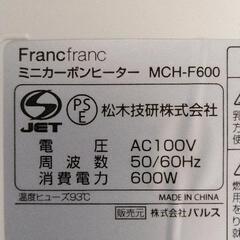 Francfranc
ミニカーボンヒーター MCH-F600
S JET
PS
E
松木技研株式会社
電圧 AC100V
周波数 50/60Hz
消費電力 600W
温度ヒューズ93℃
MADE IN CHINA
販売元 株式会社 パルス